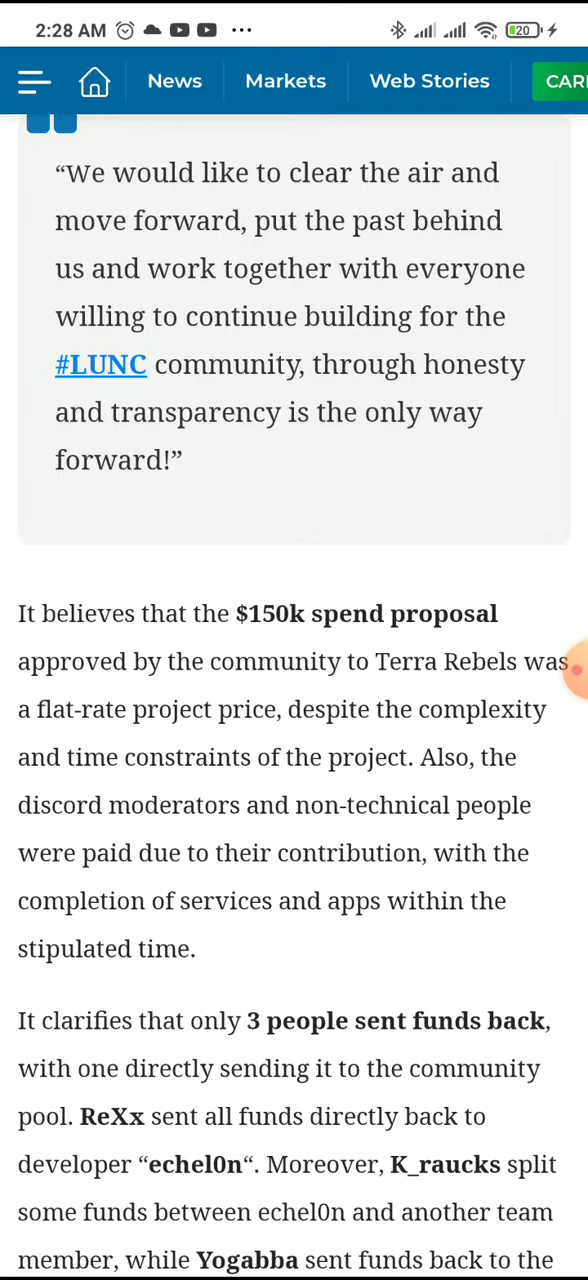 2:28 AM
20
News Markets Web Stories CARI
“We would like to clear the air and
move forward, put the past behind
us and work together with everyone
willing to continue building for the
#LUNC community, through honesty
and transparency is the only way
forward!”
It believes that the $150k spend proposal
approved by the community to Terra Rebels was
a flat-rate project price, despite the complexity
and time constraints of the project. Also, the
discord moderators and non-technical people
were paid due to their contribution, with the
completion of services and apps within the
stipulated time.
It clarifies that only 3 people sent funds back,
with one directly sending it to the community
pool. ReXx sent all funds directly back to
developer “echel0n“. Moreover, K_raucks split
some funds between echel0n and another team
member, while Yogabba sent funds back to the